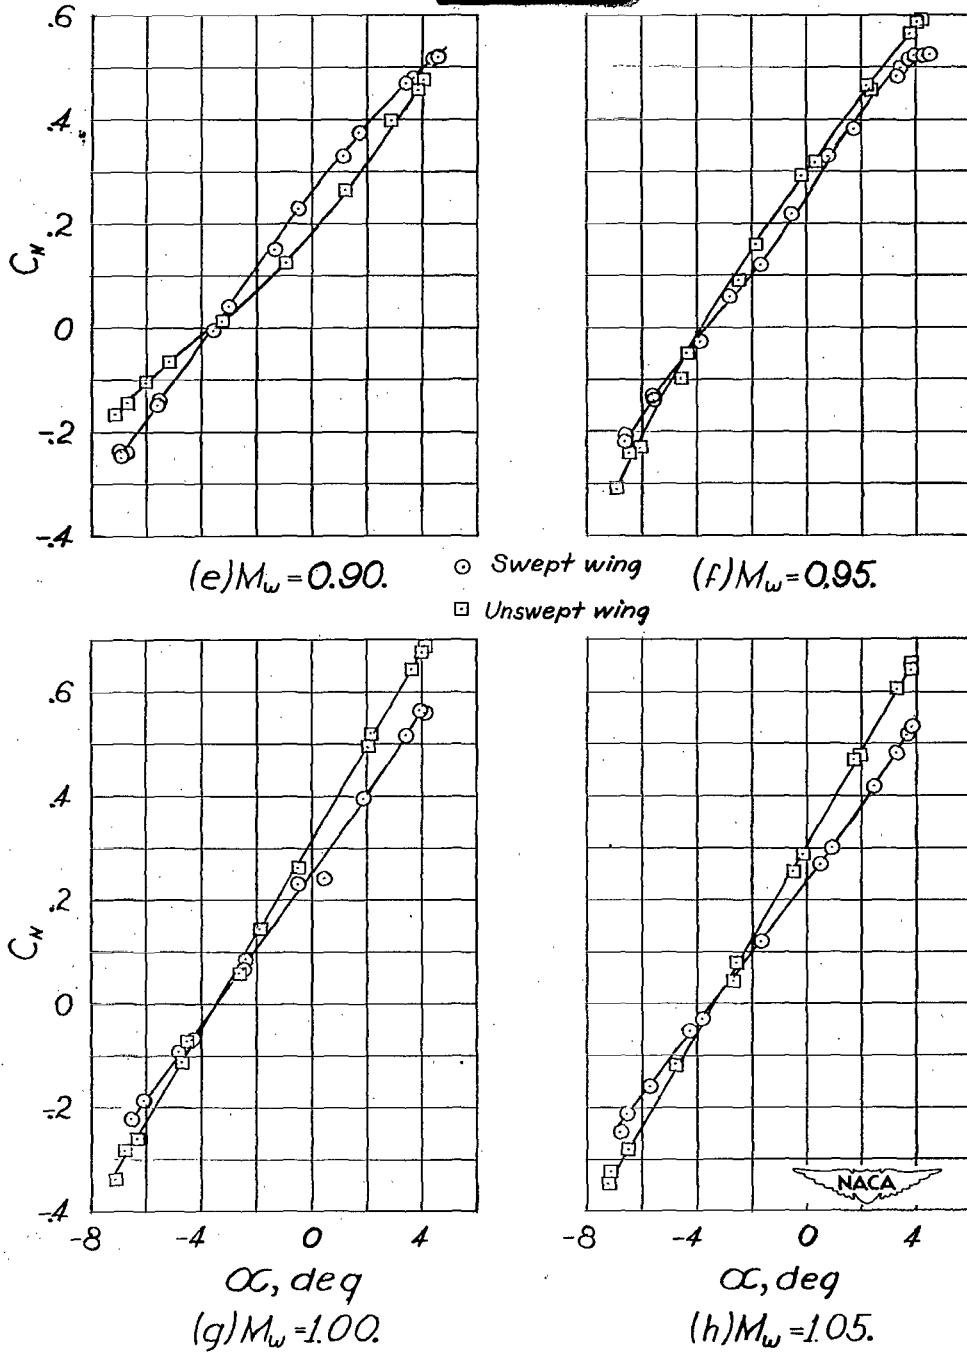 .6
.4
C_N .2
0
-.2
-.4
(e) M_w = 0.90.
⊙ Swept wing
⊡ Unswept wing
(f) M_w = 0.95.
.6
.4
.2
C_N
0
-.2
-.4
-8 -4 0 4
α, deg
(g) M_w = 1.00.
NACA
-8 -4 0 4
α, deg
(h) M_w = 1.05.